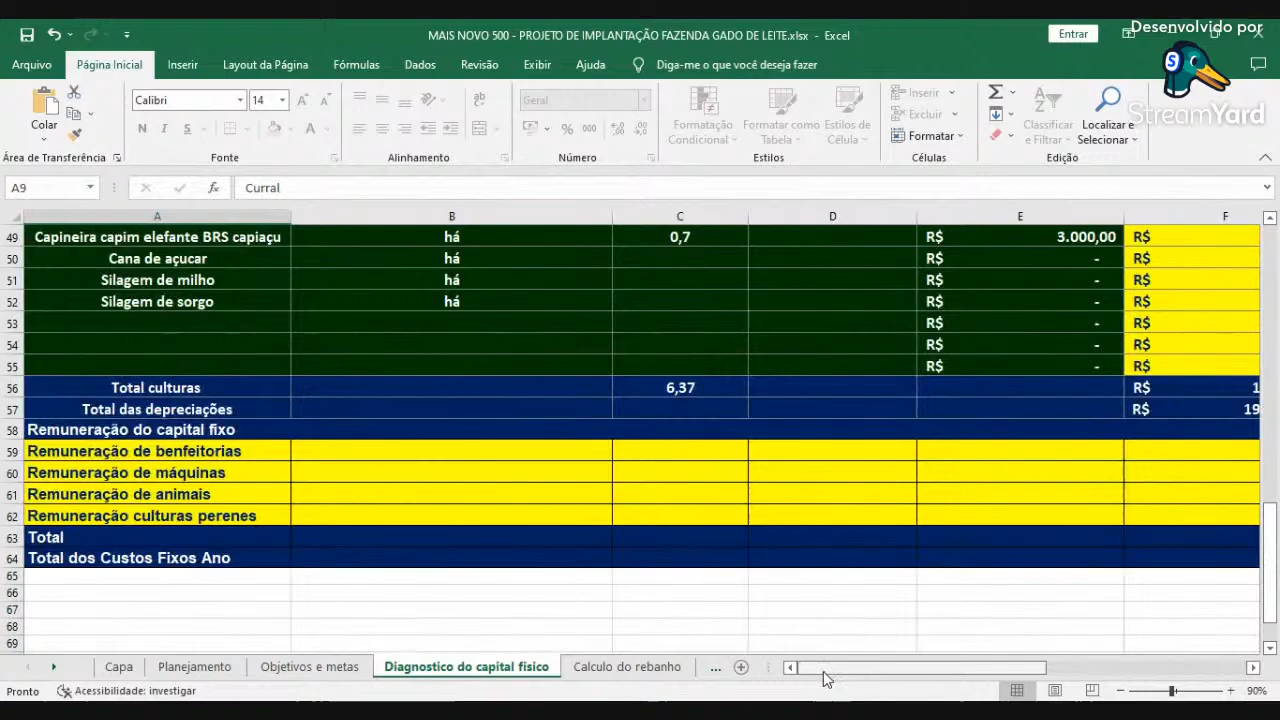 Desenvolvido por
StreamYard
MAIS NOVO 500 - PROJETO DE IMPLANTAÇÃO FAZENDA GADO DE LEITE.xlsx - Excel
Entrar
Arquivo Página Inicial Inserir Layout da Página Fórmulas Dados Revisão Exibir Ajuda Diga-me o que você deseja fazer
Colar
Calibri 14
N I S
Geral
% 000
Formatação Condicional
Formatar como Tabela
Estilos de Célula
Inserir
Excluir
Formatar
Classificar e Filtrar
Localizar e Selecionar
Área de Transferência Fonte Alinhamento Número Estilos Células Edição
A9 fx Curral
A B C D E F
49 Capineira capim elefante BRS capiaçu há 0,7 R$ 3.000,00 R$
50 Cana de açucar há R$ - R$
51 Silagem de milho há R$ - R$
52 Silagem de sorgo há R$ - R$
53 R$ - R$
54 R$ - R$
55 R$ - R$
56 Total culturas 6,37 R$ 1
57 Total das depreciações R$ 19
58 Remuneração do capital fixo
59 Remuneração de benfeitorias
60 Remuneração de máquinas
61 Remuneração de animais
62 Remuneração culturas perenes
63 Total
64 Total dos Custos Fixos Ano
65
66
67
68
69
Capa Planejamento Objetivos e metas Diagnostico do capital fisico Calculo do rebanho ...
Pronto Acessibilidade: investigar 90%